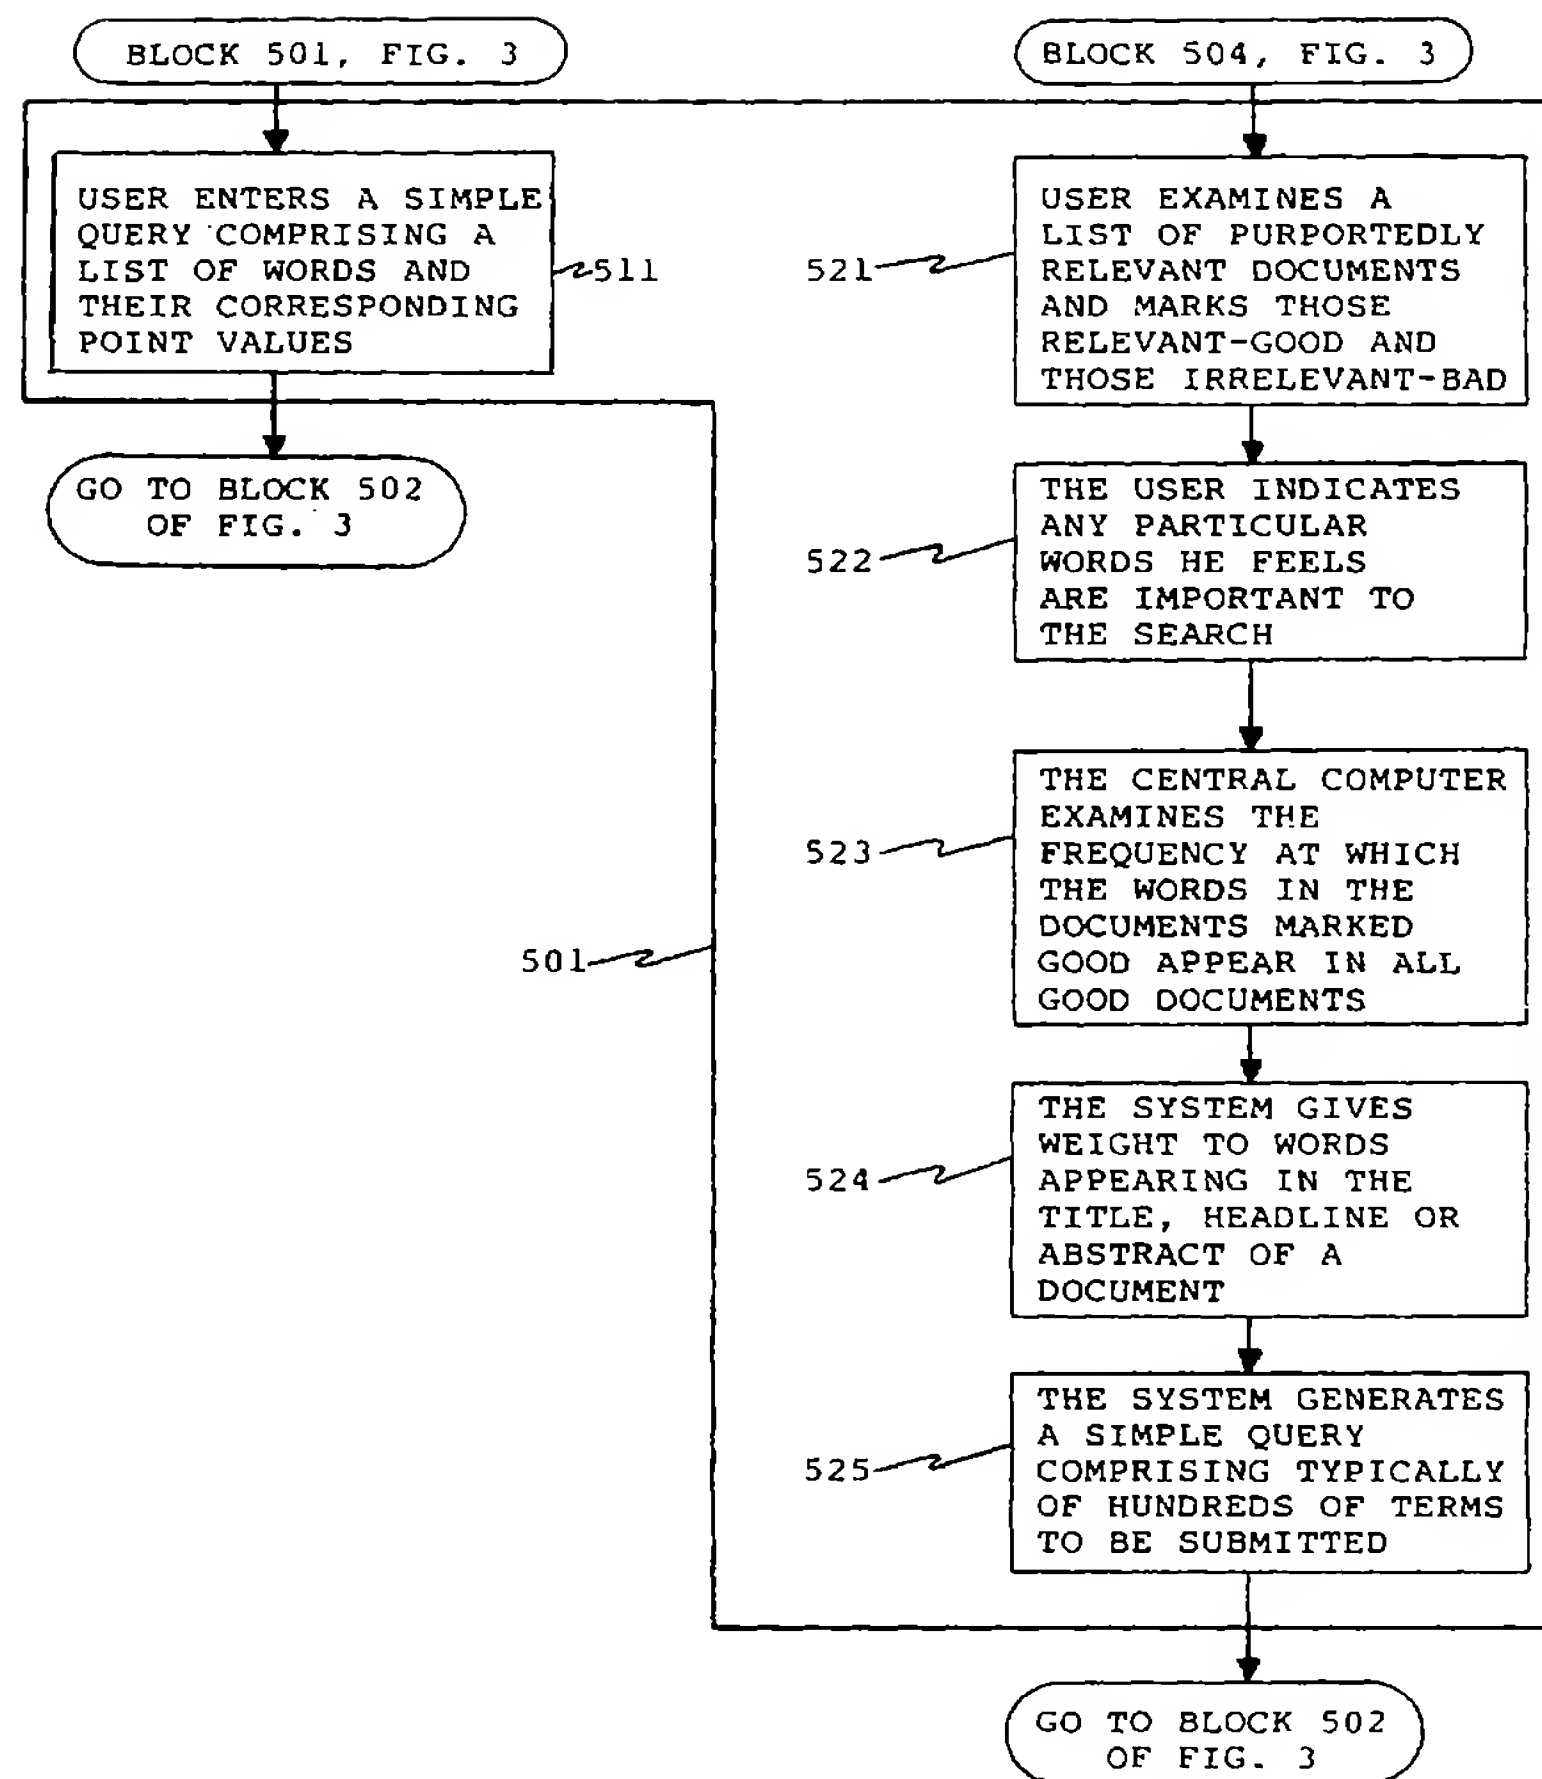 BLOCK 501, FIG. 3
USER ENTERS A SIMPLE
QUERY COMPRISING A
LIST OF WORDS AND
THEIR CORRESPONDING
POINT VALUES
511
GO TO BLOCK 502
OF FIG. 3
501
BLOCK 504, FIG. 3
USER EXAMINES A
LIST OF PURPORTEDLY
RELEVANT DOCUMENTS
AND MARKS THOSE
RELEVANT-GOOD AND
THOSE IRRELEVANT-BAD
521
THE USER INDICATES
ANY PARTICULAR
WORDS HE FEELS
ARE IMPORTANT TO
THE SEARCH
522
THE CENTRAL COMPUTER
EXAMINES THE
FREQUENCY AT WHICH
THE WORDS IN THE
DOCUMENTS MARKED
GOOD APPEAR IN ALL
GOOD DOCUMENTS
523
THE SYSTEM GIVES
WEIGHT TO WORDS
APPEARING IN THE
TITLE, HEADLINE OR
ABSTRACT OF A
DOCUMENT
524
THE SYSTEM GENERATES
A SIMPLE QUERY
COMPRISING TYPICALLY
OF HUNDREDS OF TERMS
TO BE SUBMITTED
525
GO TO BLOCK 502
OF FIG. 3